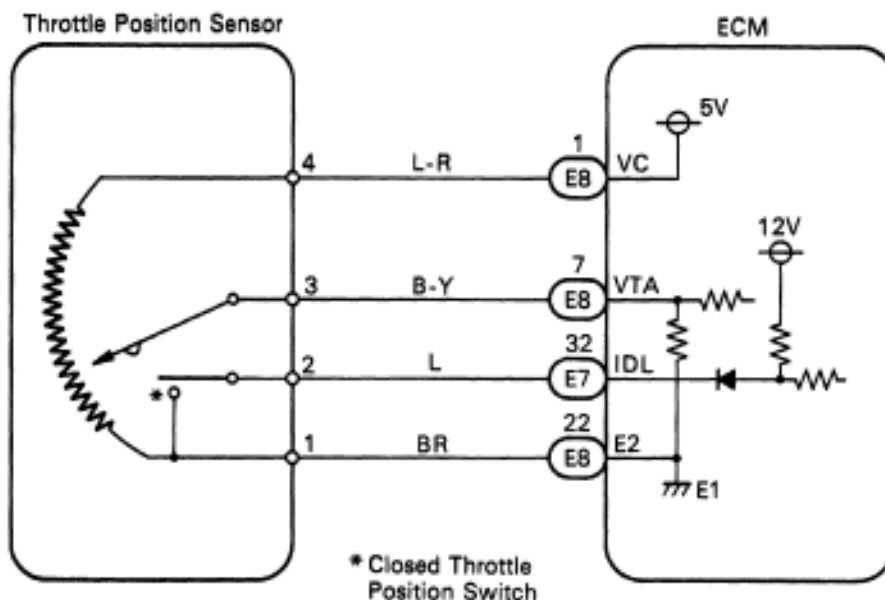 Throttle Position Sensor
ECM
5V
4
L-R
1
E8
VC
12V
3
B-Y
7
E8
VTA
2
L
32
E7
IDL
*
1
BR
22
E8
E2
E1
* Closed Throttle
Position Switch